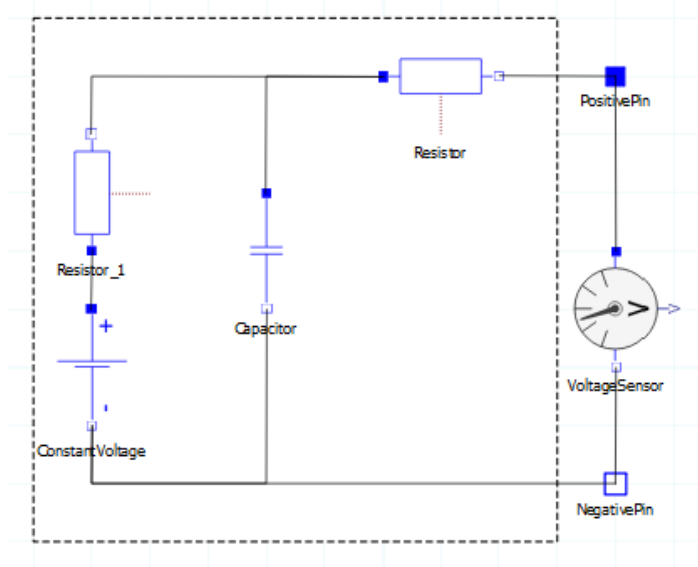 PositivePin
Resistor
Resistor_1
+
Capacitor
V
VoltageSensor
-
ConstantVoltage
NegativePin